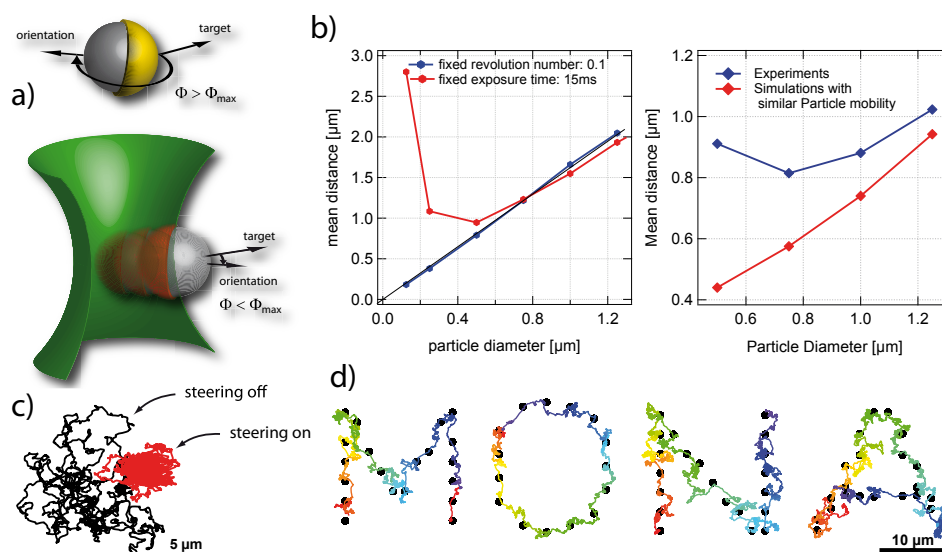 a)
orientation
target
Φ > Φmax
target
orientation
Φ < Φmax
b)
mean distance [µm]
3.0
2.5
2.0
1.5
1.0
0.5
0.0
fixed revolution number: 0.1
fixed exposure time: 15ms
0.0
0.4
0.8
1.2
particle diameter [µm]
Mean distance [µm]
1.2
1.0
0.8
0.6
0.4
Experiments
Simulations with
similar Particle mobility
0.6
0.8
1.0
1.2
Particle Diameter [µm]
c)
steering off
steering on
5 µm
d)
10 µm